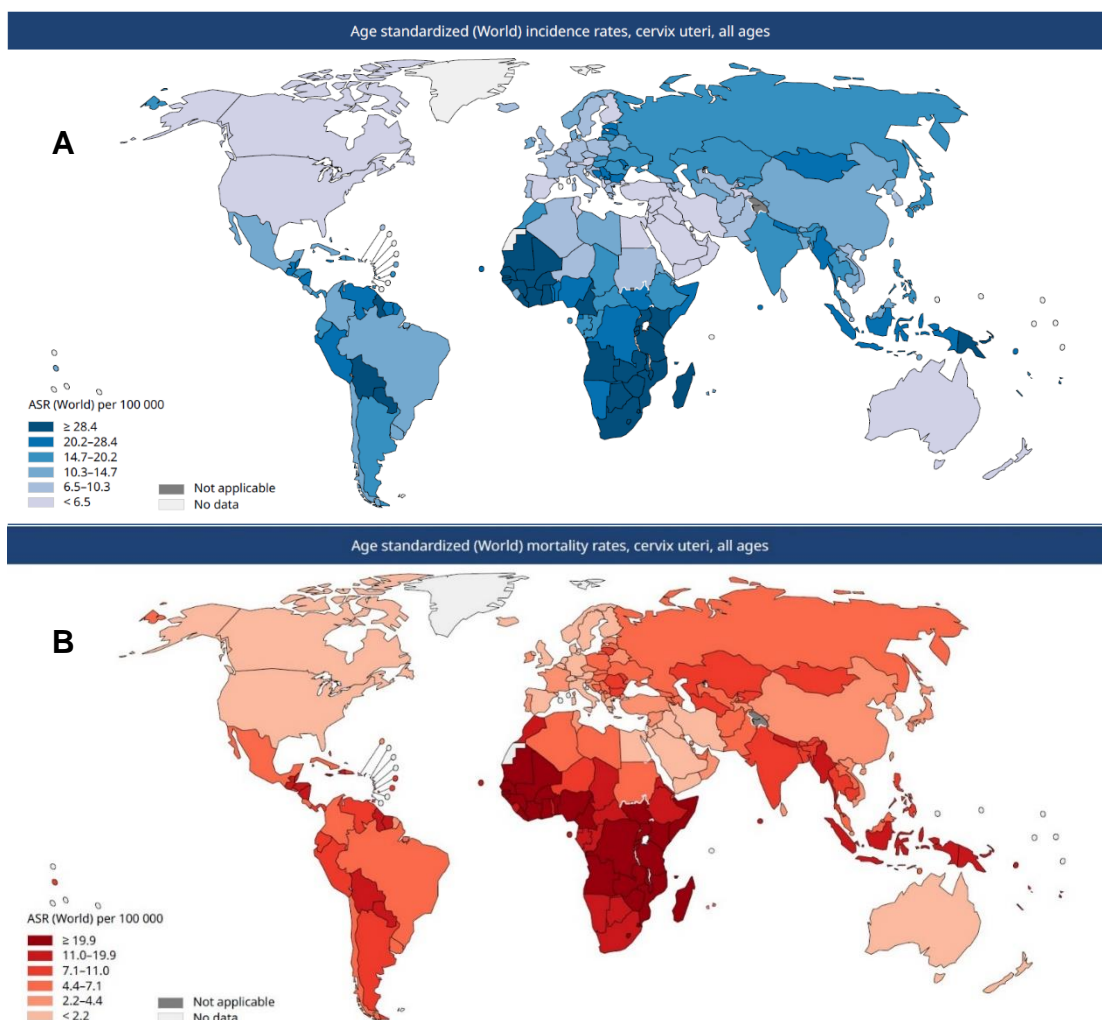 Age standardized (World) incidence rates, cervix uteri, all ages
A
ASR (World) per 100 000
≥ 28.4
20.2–28.4
14.7–20.2
10.3–14.7
6.5–10.3
< 6.5
Not applicable
No data
Age standardized (World) mortality rates, cervix uteri, all ages
B
ASR (World) per 100 000
≥ 19.9
11.0–19.9
7.1–11.0
4.4–7.1
2.2–4.4
< 2.2
Not applicable
No data